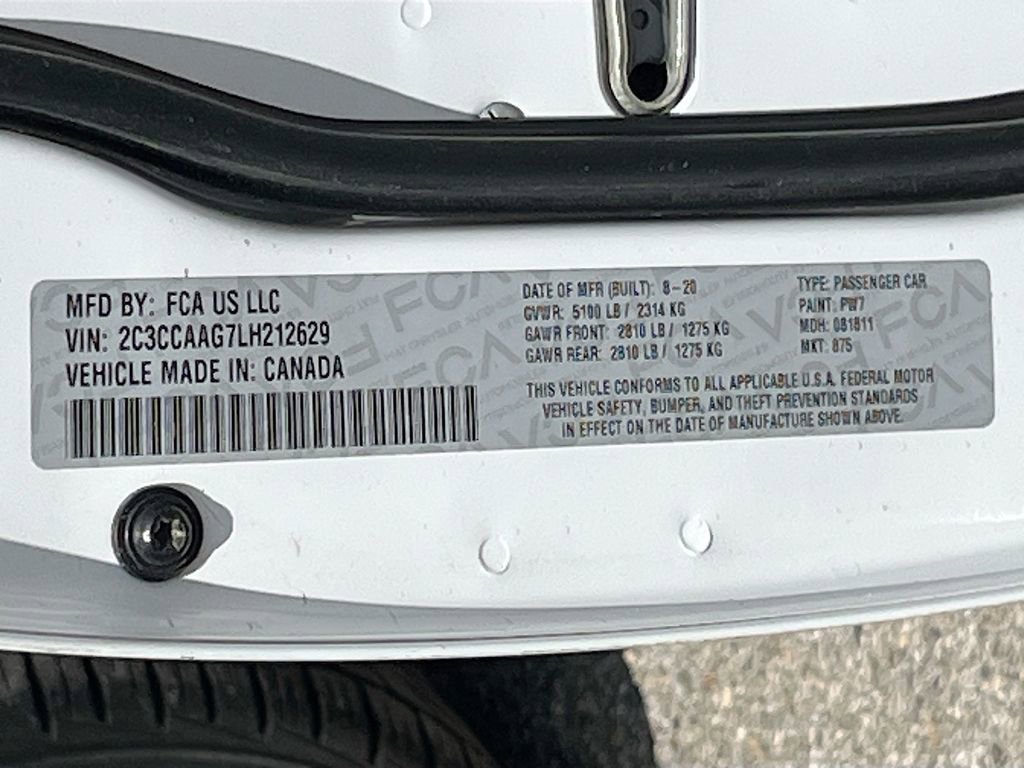 MFD BY: FCA US LLC
VIN: 2C3CCAAG7LH212629
VEHICLE MADE IN: CANADA
DATE OF MFR (BUILT): 8-20
GVWR: 5100 LB / 2314 KG
GAWR FRONT: 2810 LB / 1275 KG
GAWR REAR: 2810 LB / 1275 KG
TYPE: PASSENGER CAR
PAINT: PW7
MDH: 081811
MKT: 875
THIS VEHICLE CONFORMS TO ALL APPLICABLE U.S.A. FEDERAL MOTOR
VEHICLE SAFETY, BUMPER, AND THEFT PREVENTION STANDARDS
IN EFFECT ON THE DATE OF MANUFACTURE SHOWN ABOVE.